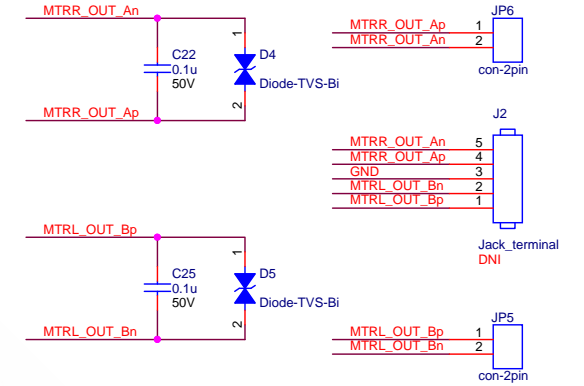 MTRR_OUT_An
1
C22
0.1u
50V
D4
Diode-TVS-Bi
2
MTRR_OUT_Ap
JP6
MTRR_OUT_Ap 1
MTRR_OUT_An 2
con-2pin
J2
MTRR_OUT_An 5
MTRR_OUT_Ap 4
GND 3
MTRL_OUT_Bn 2
MTRL_OUT_Bp 1
Jack_terminal
DNI
MTRL_OUT_Bp
1
C25
0.1u
50V
D5
Diode-TVS-Bi
2
MTRL_OUT_Bn
JP5
MTRL_OUT_Bp 1
MTRL_OUT_Bn 2
con-2pin